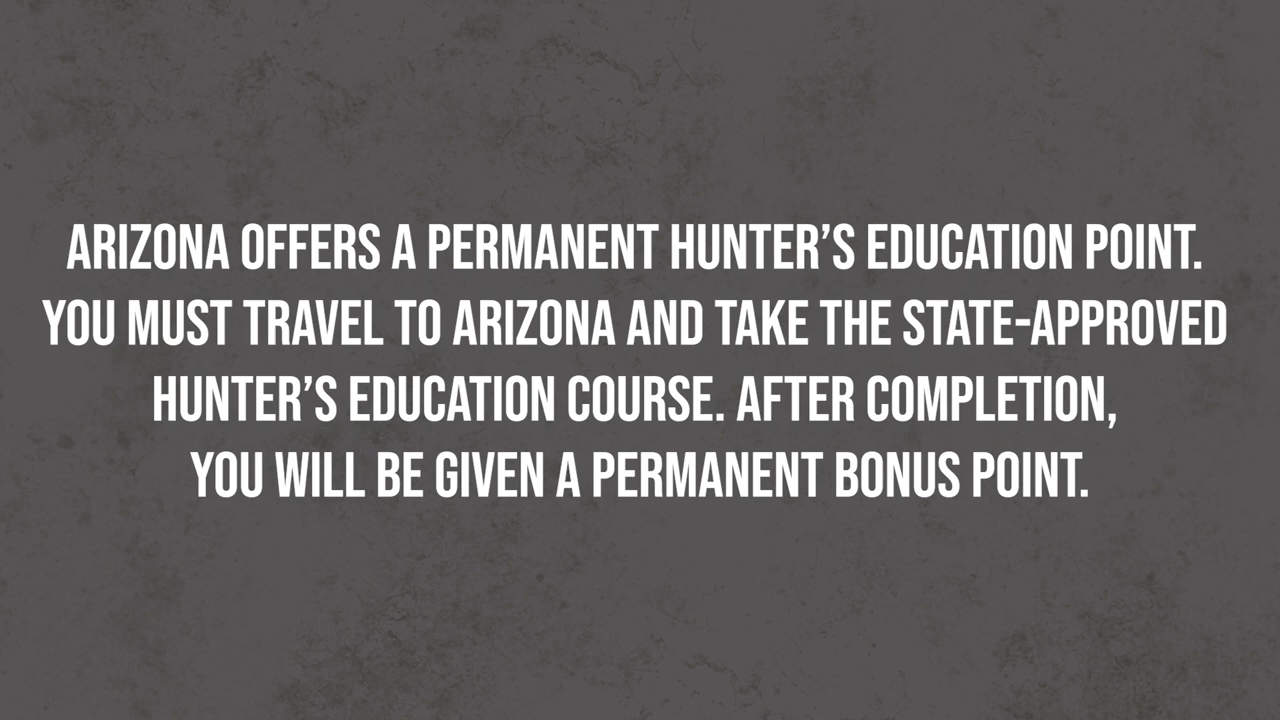 ARIZONA OFFERS A PERMANENT HUNTER’S EDUCATION POINT.
YOU MUST TRAVEL TO ARIZONA AND TAKE THE STATE-APPROVED
HUNTER’S EDUCATION COURSE. AFTER COMPLETION,
YOU WILL BE GIVEN A PERMANENT BONUS POINT.